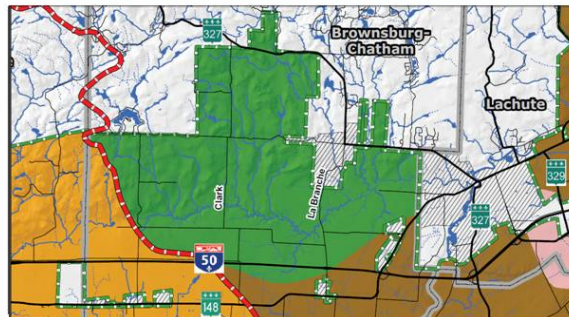 327
Brownsburg-
Chatham
Lachute
329
Clark
La Branche
327
50
148